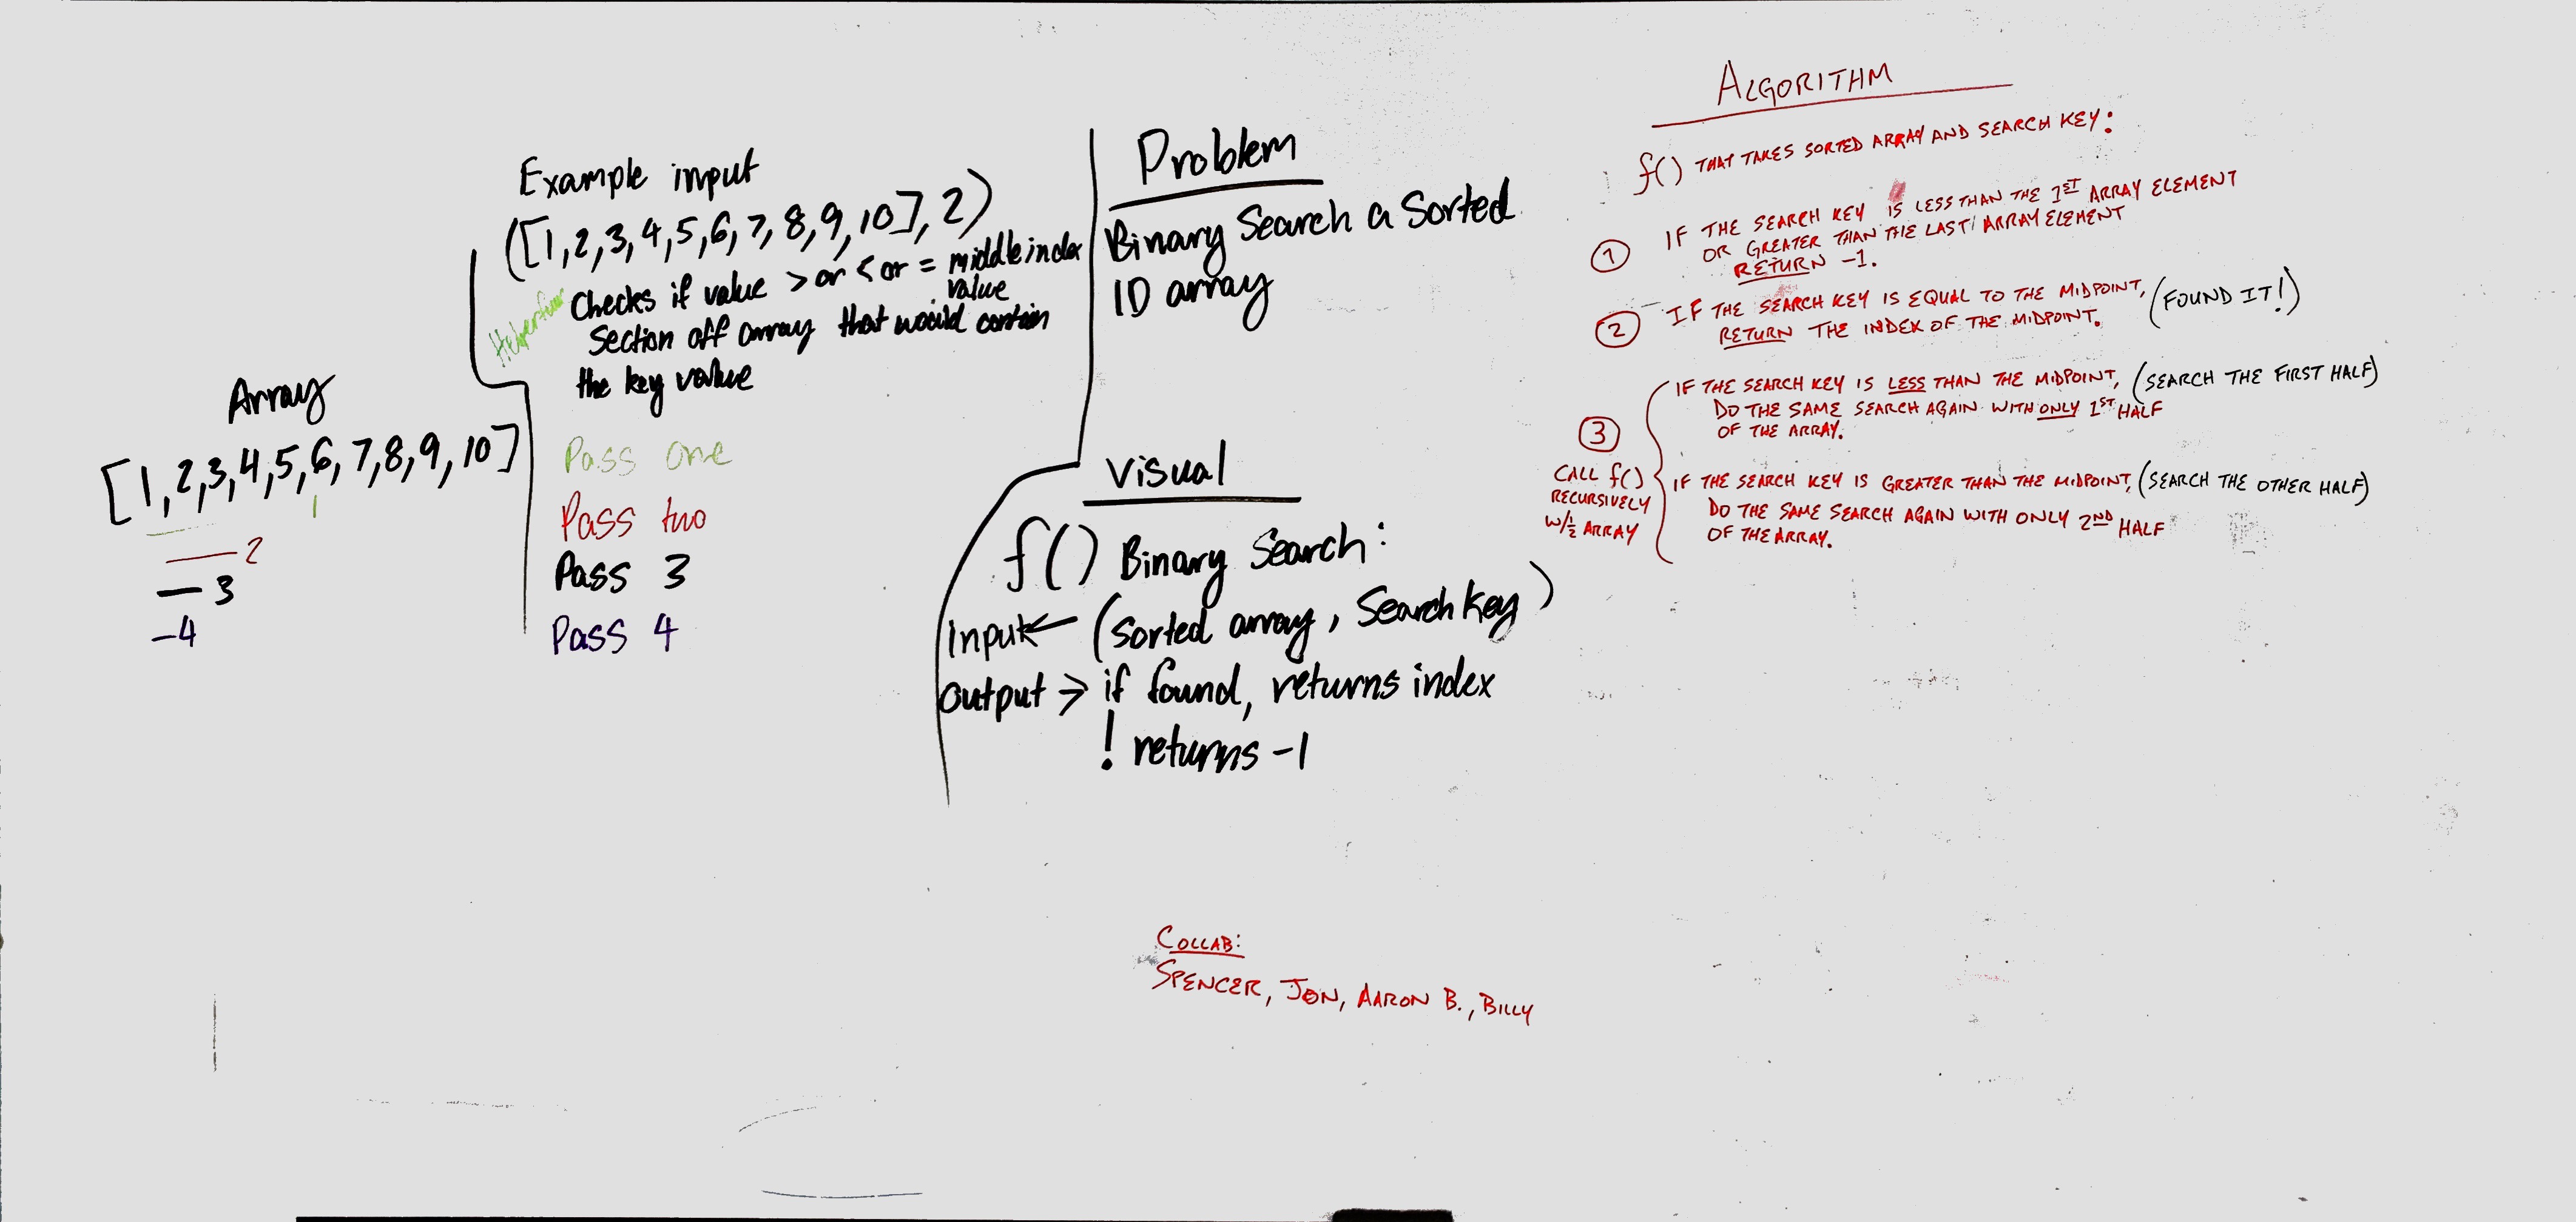 Array
[1,2,3,4,5,6,7,8,9,10]
1
2
3
-4
Example input
([1,2,3,4,5,6,7,8,9,10],2)
Checks if value > or < or = middle index
value
Section off array that would contain
the key value
Pass one
Pass two
Pass 3
Pass 4
Problem
Binary Search a Sorted
1D array
Visual
f() Binary Search:
input ← (sorted array, Search Key)
output > if found, returns index
! returns -1
COLLAB:
SPENCER, JON, AARON B., BILLY
ALGORITHM
f() THAT TAKES SORTED ARRAY AND SEARCH KEY:
① IF THE SEARCH KEY IS LESS THAN THE 1ST ARRAY ELEMENT
OR GREATER THAN THE LAST ARRAY ELEMENT
RETURN -1.
② IF THE SEARCH KEY IS EQUAL TO THE MIDPOINT, (FOUND IT!)
RETURN THE INDEX OF THE MIDPOINT.
③
CALL f()
RECURSIVELY
W/½ ARRAY
IF THE SEARCH KEY IS LESS THAN THE MIDPOINT, (SEARCH THE FIRST HALF)
DO THE SAME SEARCH AGAIN WITH ONLY 1ST HALF
OF THE ARRAY.
IF THE SEARCH KEY IS GREATER THAN THE MIDPOINT, (SEARCH THE OTHER HALF)
DO THE SAME SEARCH AGAIN WITH ONLY 2ND HALF
OF THE ARRAY.